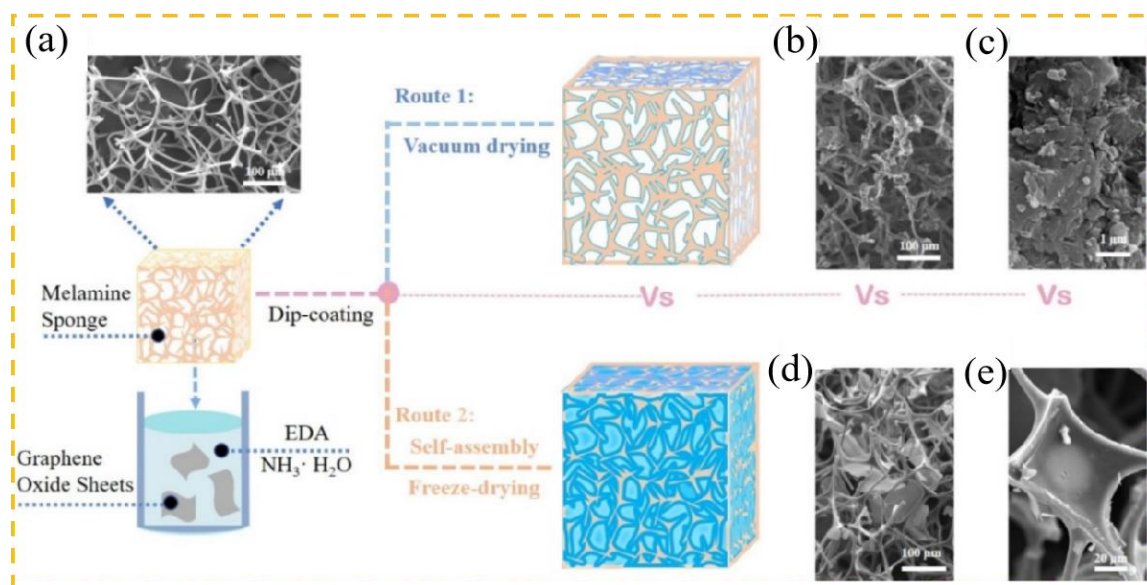 (a)
100 μm
Melamine
Sponge
Dip-coating
Graphene
Oxide Sheets
EDA
NH₃· H₂O
Route 1:
Vacuum drying
(b)
100 μm
(c)
1 μm
Vs
Vs
Vs
Route 2:
Self-assembly
Freeze-drying
(d)
100 μm
(e)
20 μm